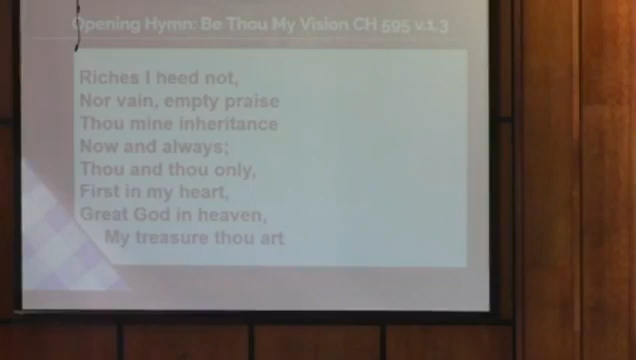 Opening Hymn: Be Thou My Vision CH 595 v.1,3
Riches I heed not,
Nor vain, empty praise
Thou mine inheritance
Now and always;
Thou and thou only,
First in my heart,
Great God in heaven,
My treasure thou art